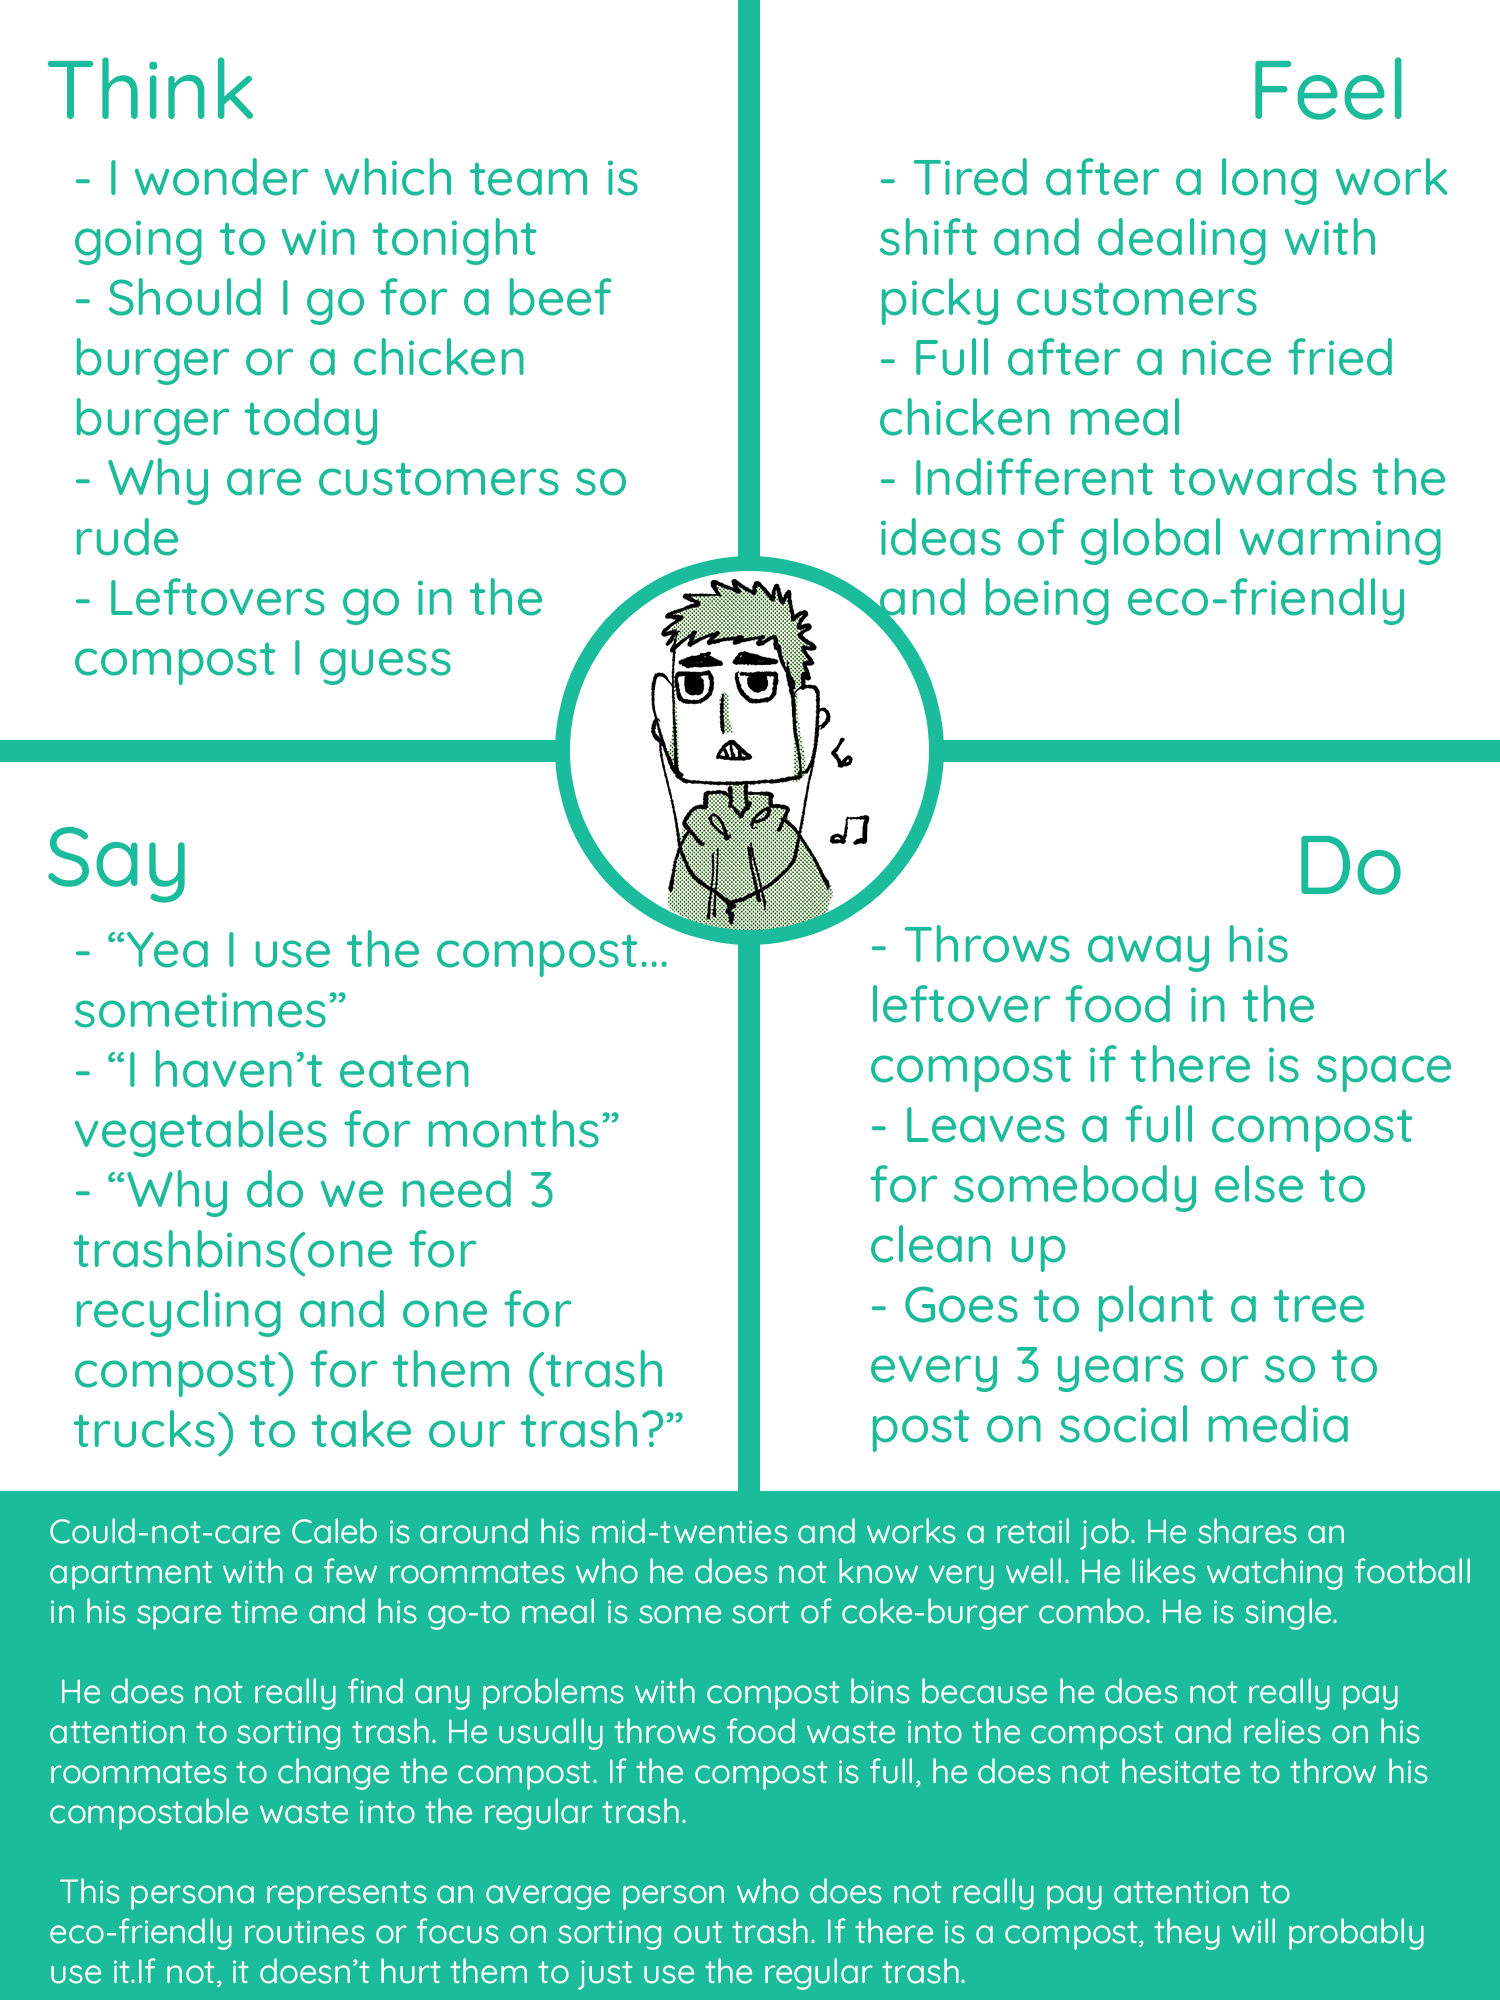 Think
- I wonder which team is
going to win tonight
- Should I go for a beef
burger or a chicken
burger today
- Why are customers so
rude
- Leftovers go in the
compost I guess
Feel
- Tired after a long work
shift and dealing with
picky customers
- Full after a nice fried
chicken meal
- Indifferent towards the
ideas of global warming
and being eco-friendly
Say
- “Yea I use the compost...
sometimes”
- “I haven’t eaten
vegetables for months”
- “Why do we need 3
trashbins(one for
recycling and one for
compost) for them (trash
trucks) to take our trash?”
Do
- Throws away his
leftover food in the
compost if there is space
- Leaves a full compost
for somebody else to
clean up
- Goes to plant a tree
every 3 years or so to
post on social media
Could-not-care Caleb is around his mid-twenties and works a retail job. He shares an
apartment with a few roommates who he does not know very well. He likes watching football
in his spare time and his go-to meal is some sort of coke-burger combo. He is single.
He does not really find any problems with compost bins because he does not really pay
attention to sorting trash. He usually throws food waste into the compost and relies on his
roommates to change the compost. If the compost is full, he does not hesitate to throw his
compostable waste into the regular trash.
This persona represents an average person who does not really pay attention to
eco-friendly routines or focus on sorting out trash. If there is a compost, they will probably
use it.If not, it doesn’t hurt them to just use the regular trash.